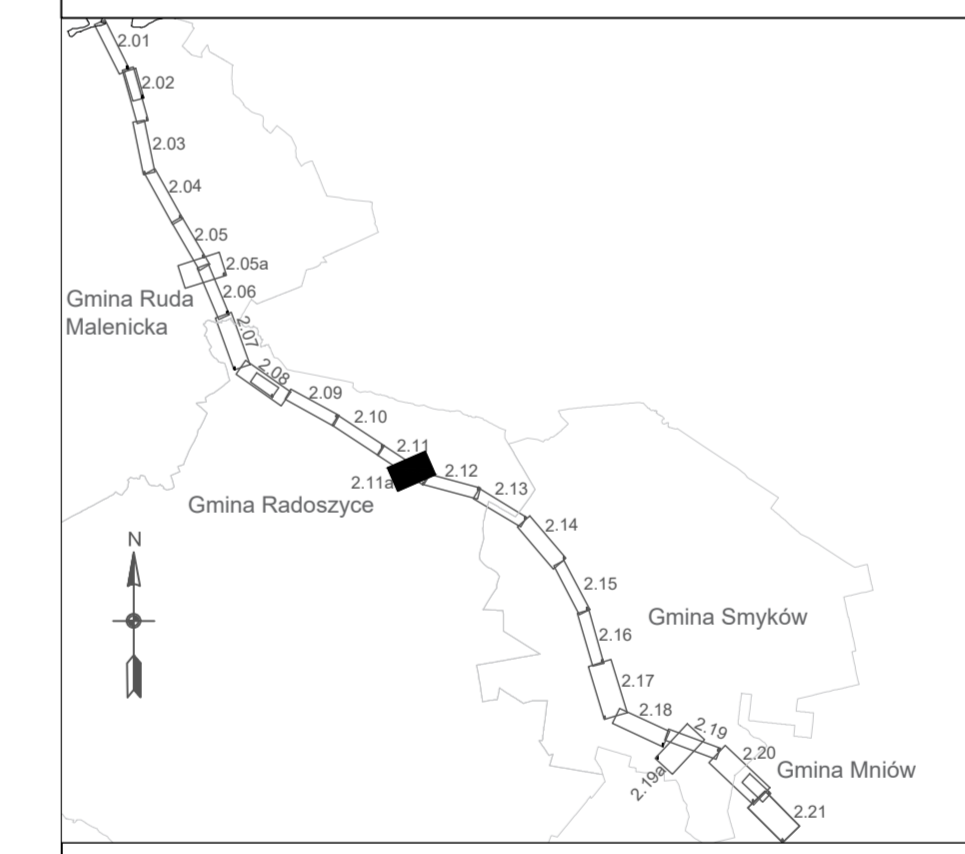 2.01
2.02
2.03
2.04
2.05
2.05a
2.06
Gmina Ruda
Malenicka
2.07
2.08
2.09
2.10
2.11
2.11a
2.12
2.13
Gmina Radoszyce
2.14
N
2.15
Gmina Smyków
2.16
2.17
2.18
2.19
2.19a
2.20
Gmina Mniów
2.21